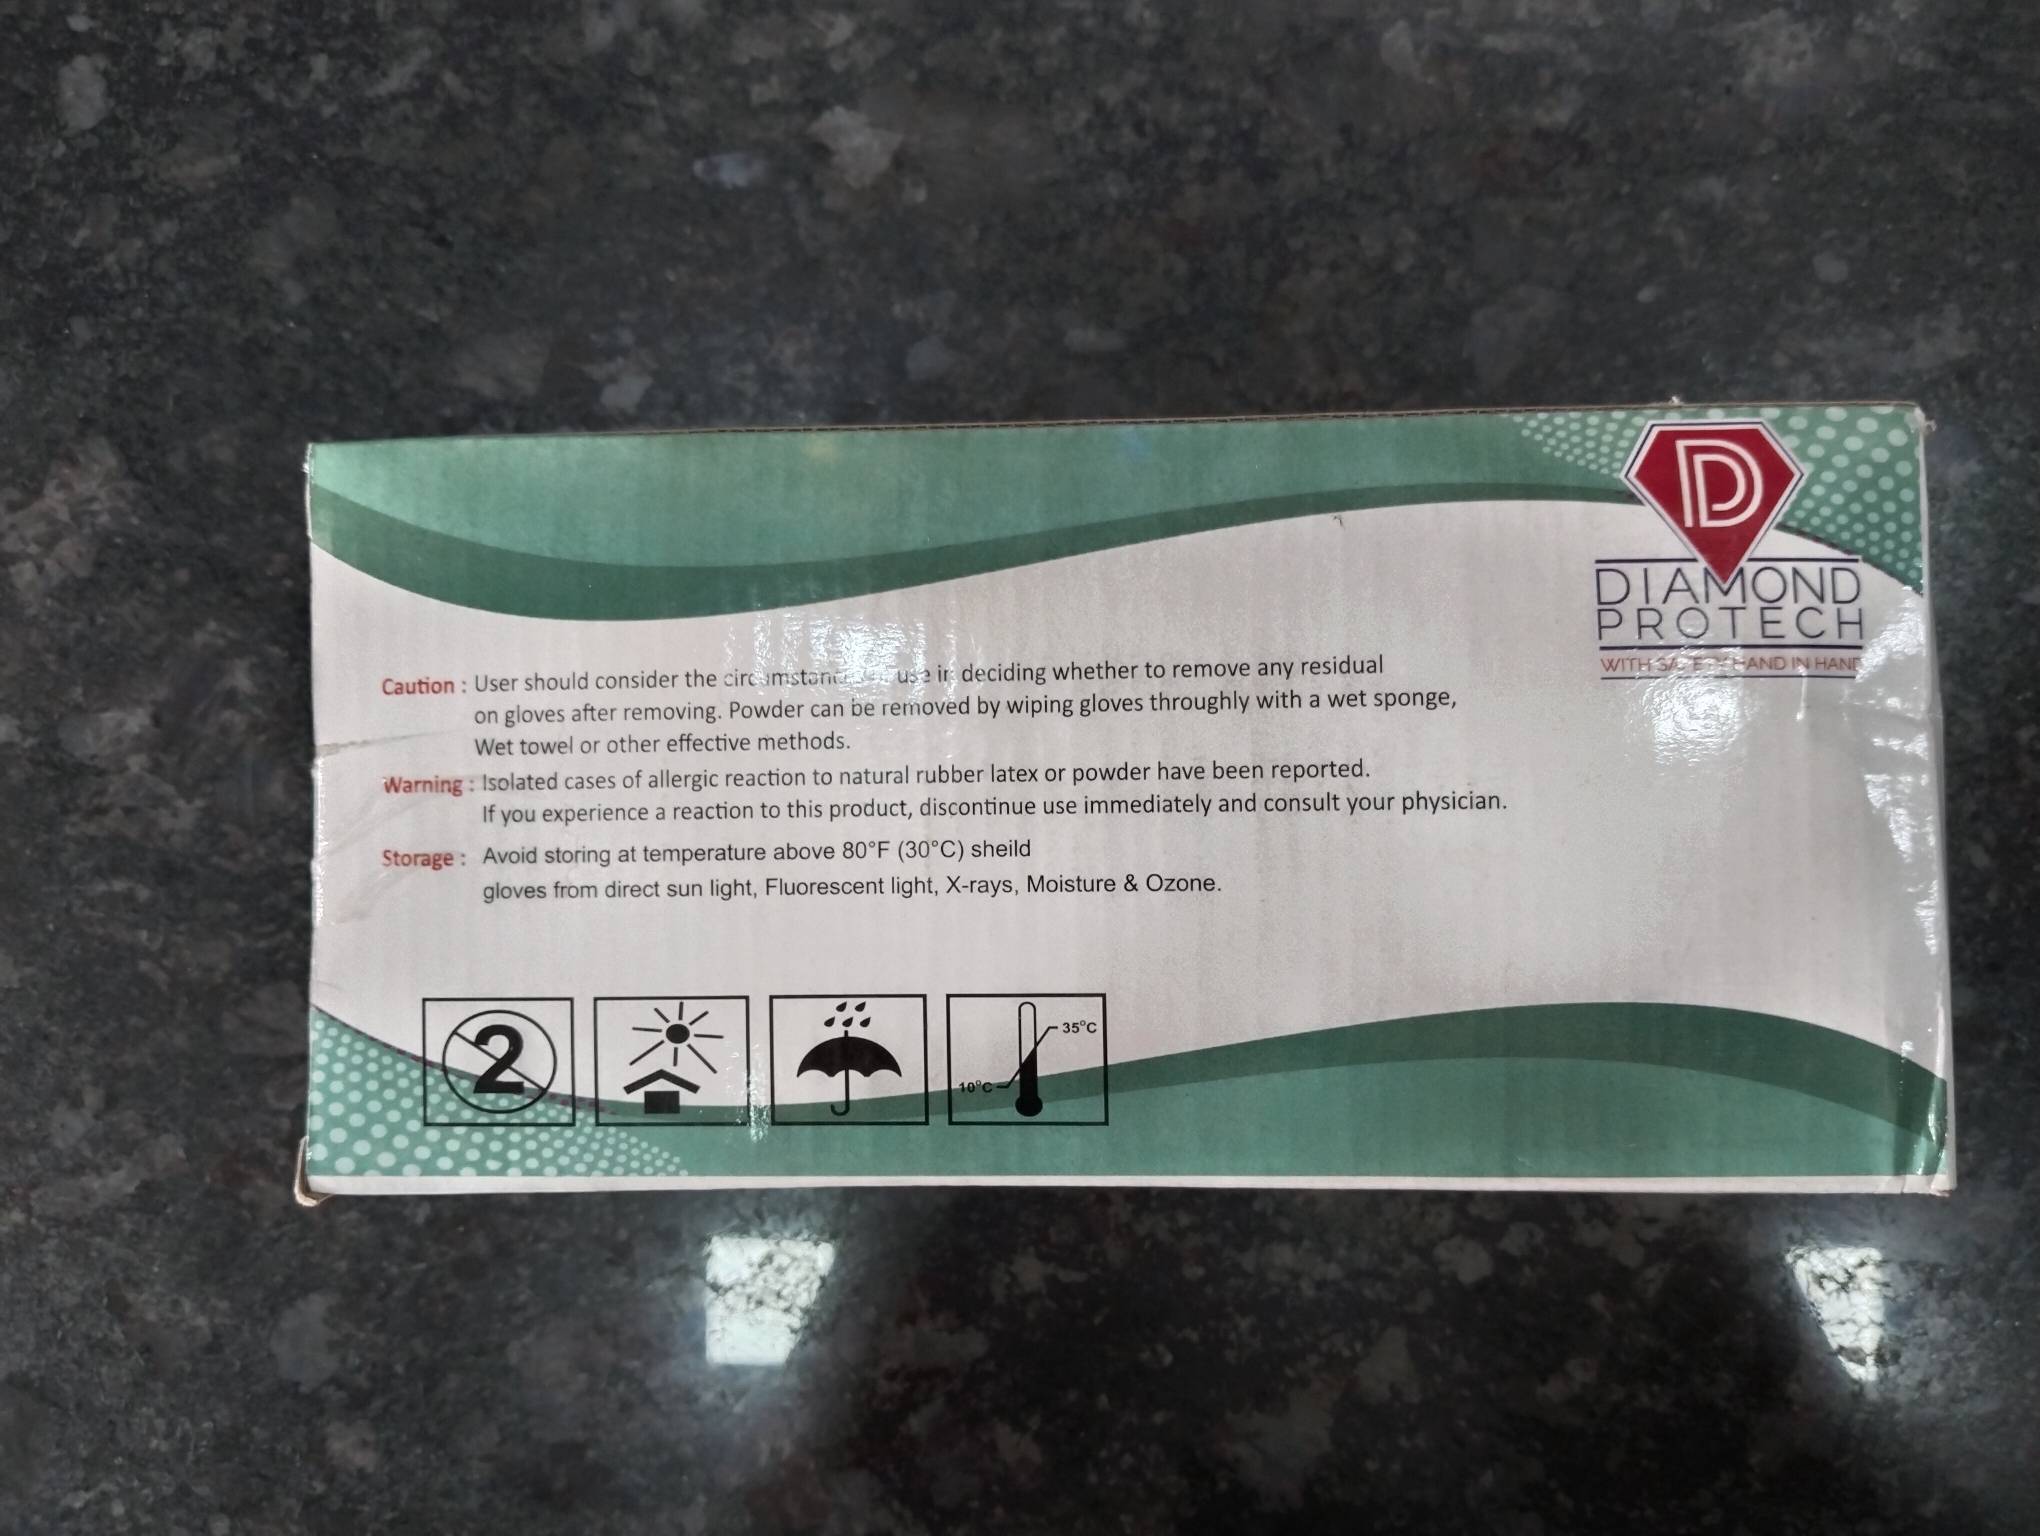 D
DIAMOND
PROTECH
WITH SAFETY HAND IN HAND
Caution : User should consider the use in deciding whether to remove any residual
on gloves after removing. Powder can be removed by wiping gloves throughly with a wet sponge,
Wet towel or other effective methods.
Warning : Isolated cases of allergic reaction to natural rubber latex or powder have been reported.
If you experience a reaction to this product, discontinue use immediately and consult your physician.
Storage : Avoid storing at temperature above 80°F (30°C) sheild
gloves from direct sun light, Fluorescent light, X-rays, Moisture & Ozone.
2
35°C
10°C